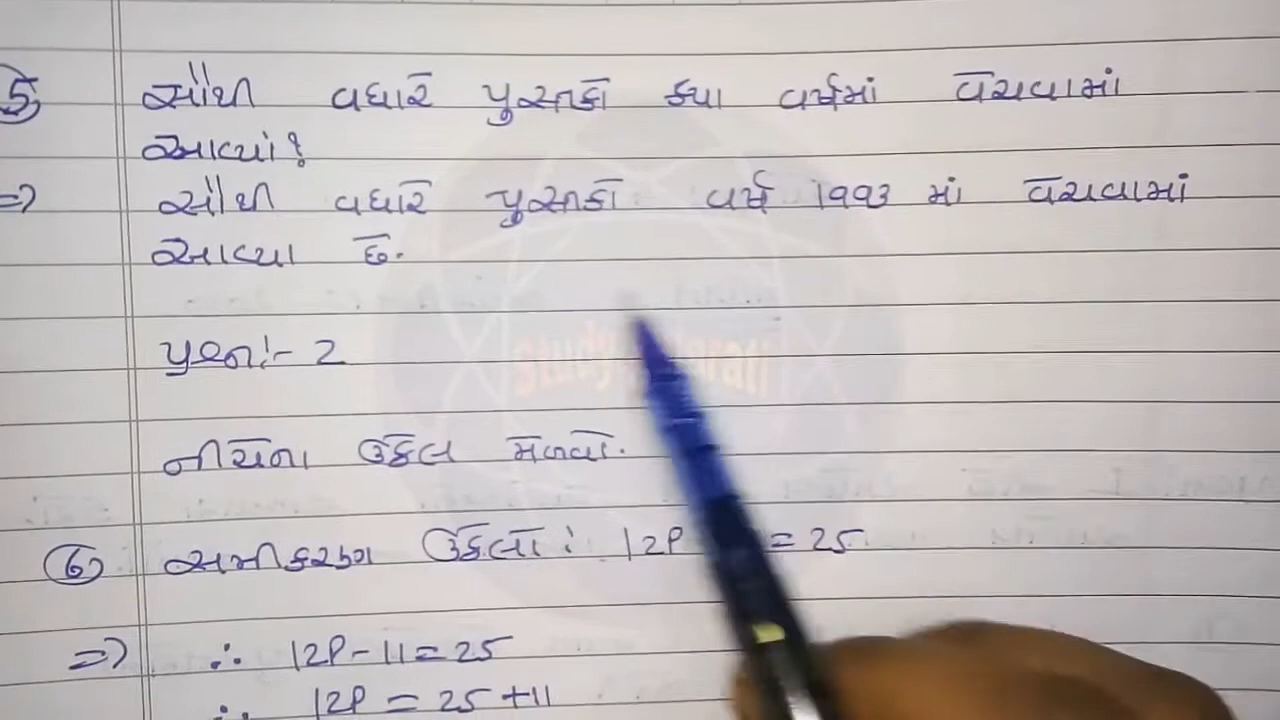 5) સૌથી વધારે પુસ્તકો ક્યા વર્ષમાં વેચવામાં
આવ્યાં?
=> સૌથી વધારે પુસ્તકો વર્ષ 1993 માં વેચવામાં
આવ્યા છે.
પ્રશ્ન:- 2
નીચેના ઉકેલ મેળવો.
6) સમીકરણ ઉકેલો: 12P = 25
=> ∴ 12P - 11 = 25
∴ 12P = 25 + 11